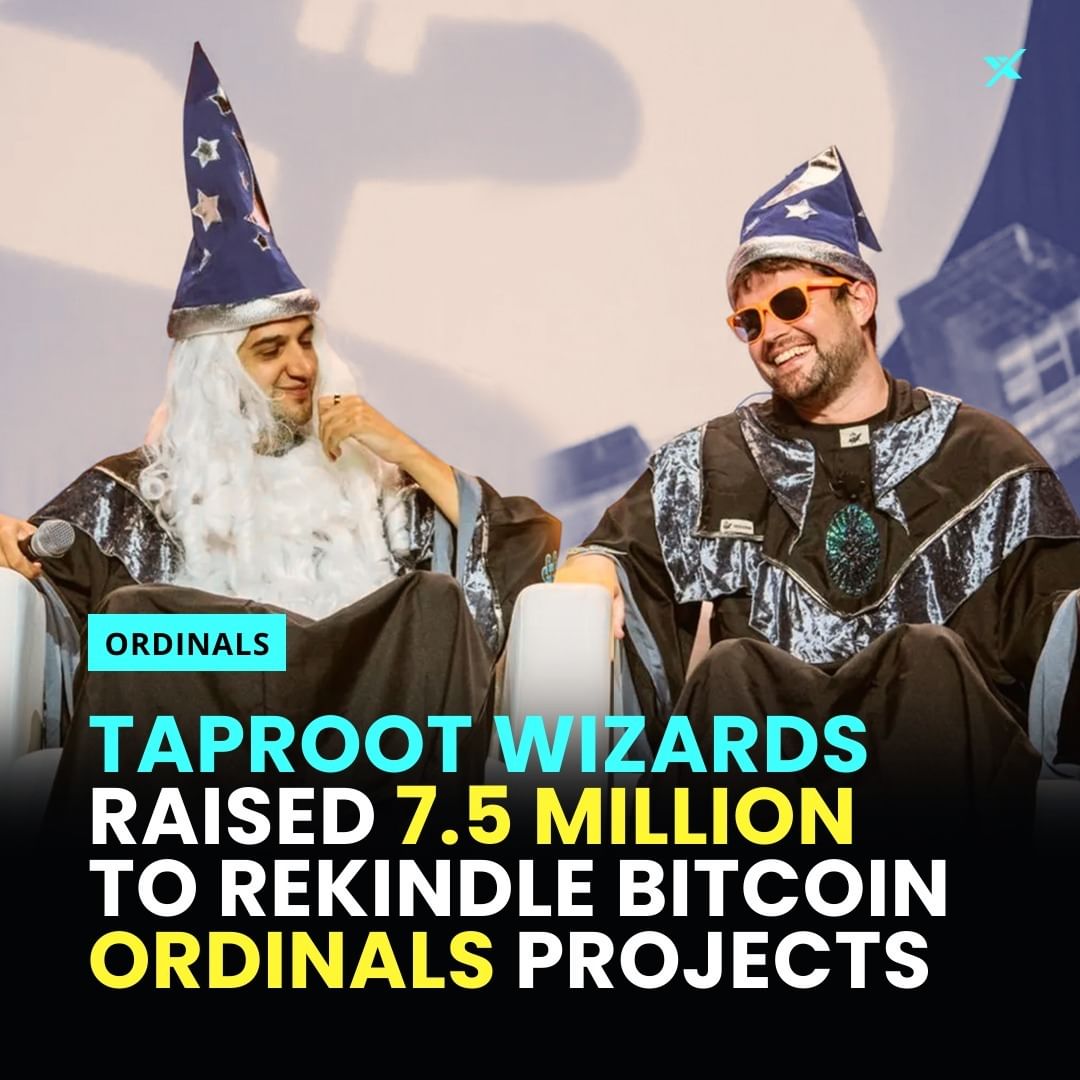 ORDINALS
TAPROOT WIZARDS
RAISED 7.5 MILLION
TO REKINDLE BITCOIN
ORDINALS PROJECTS